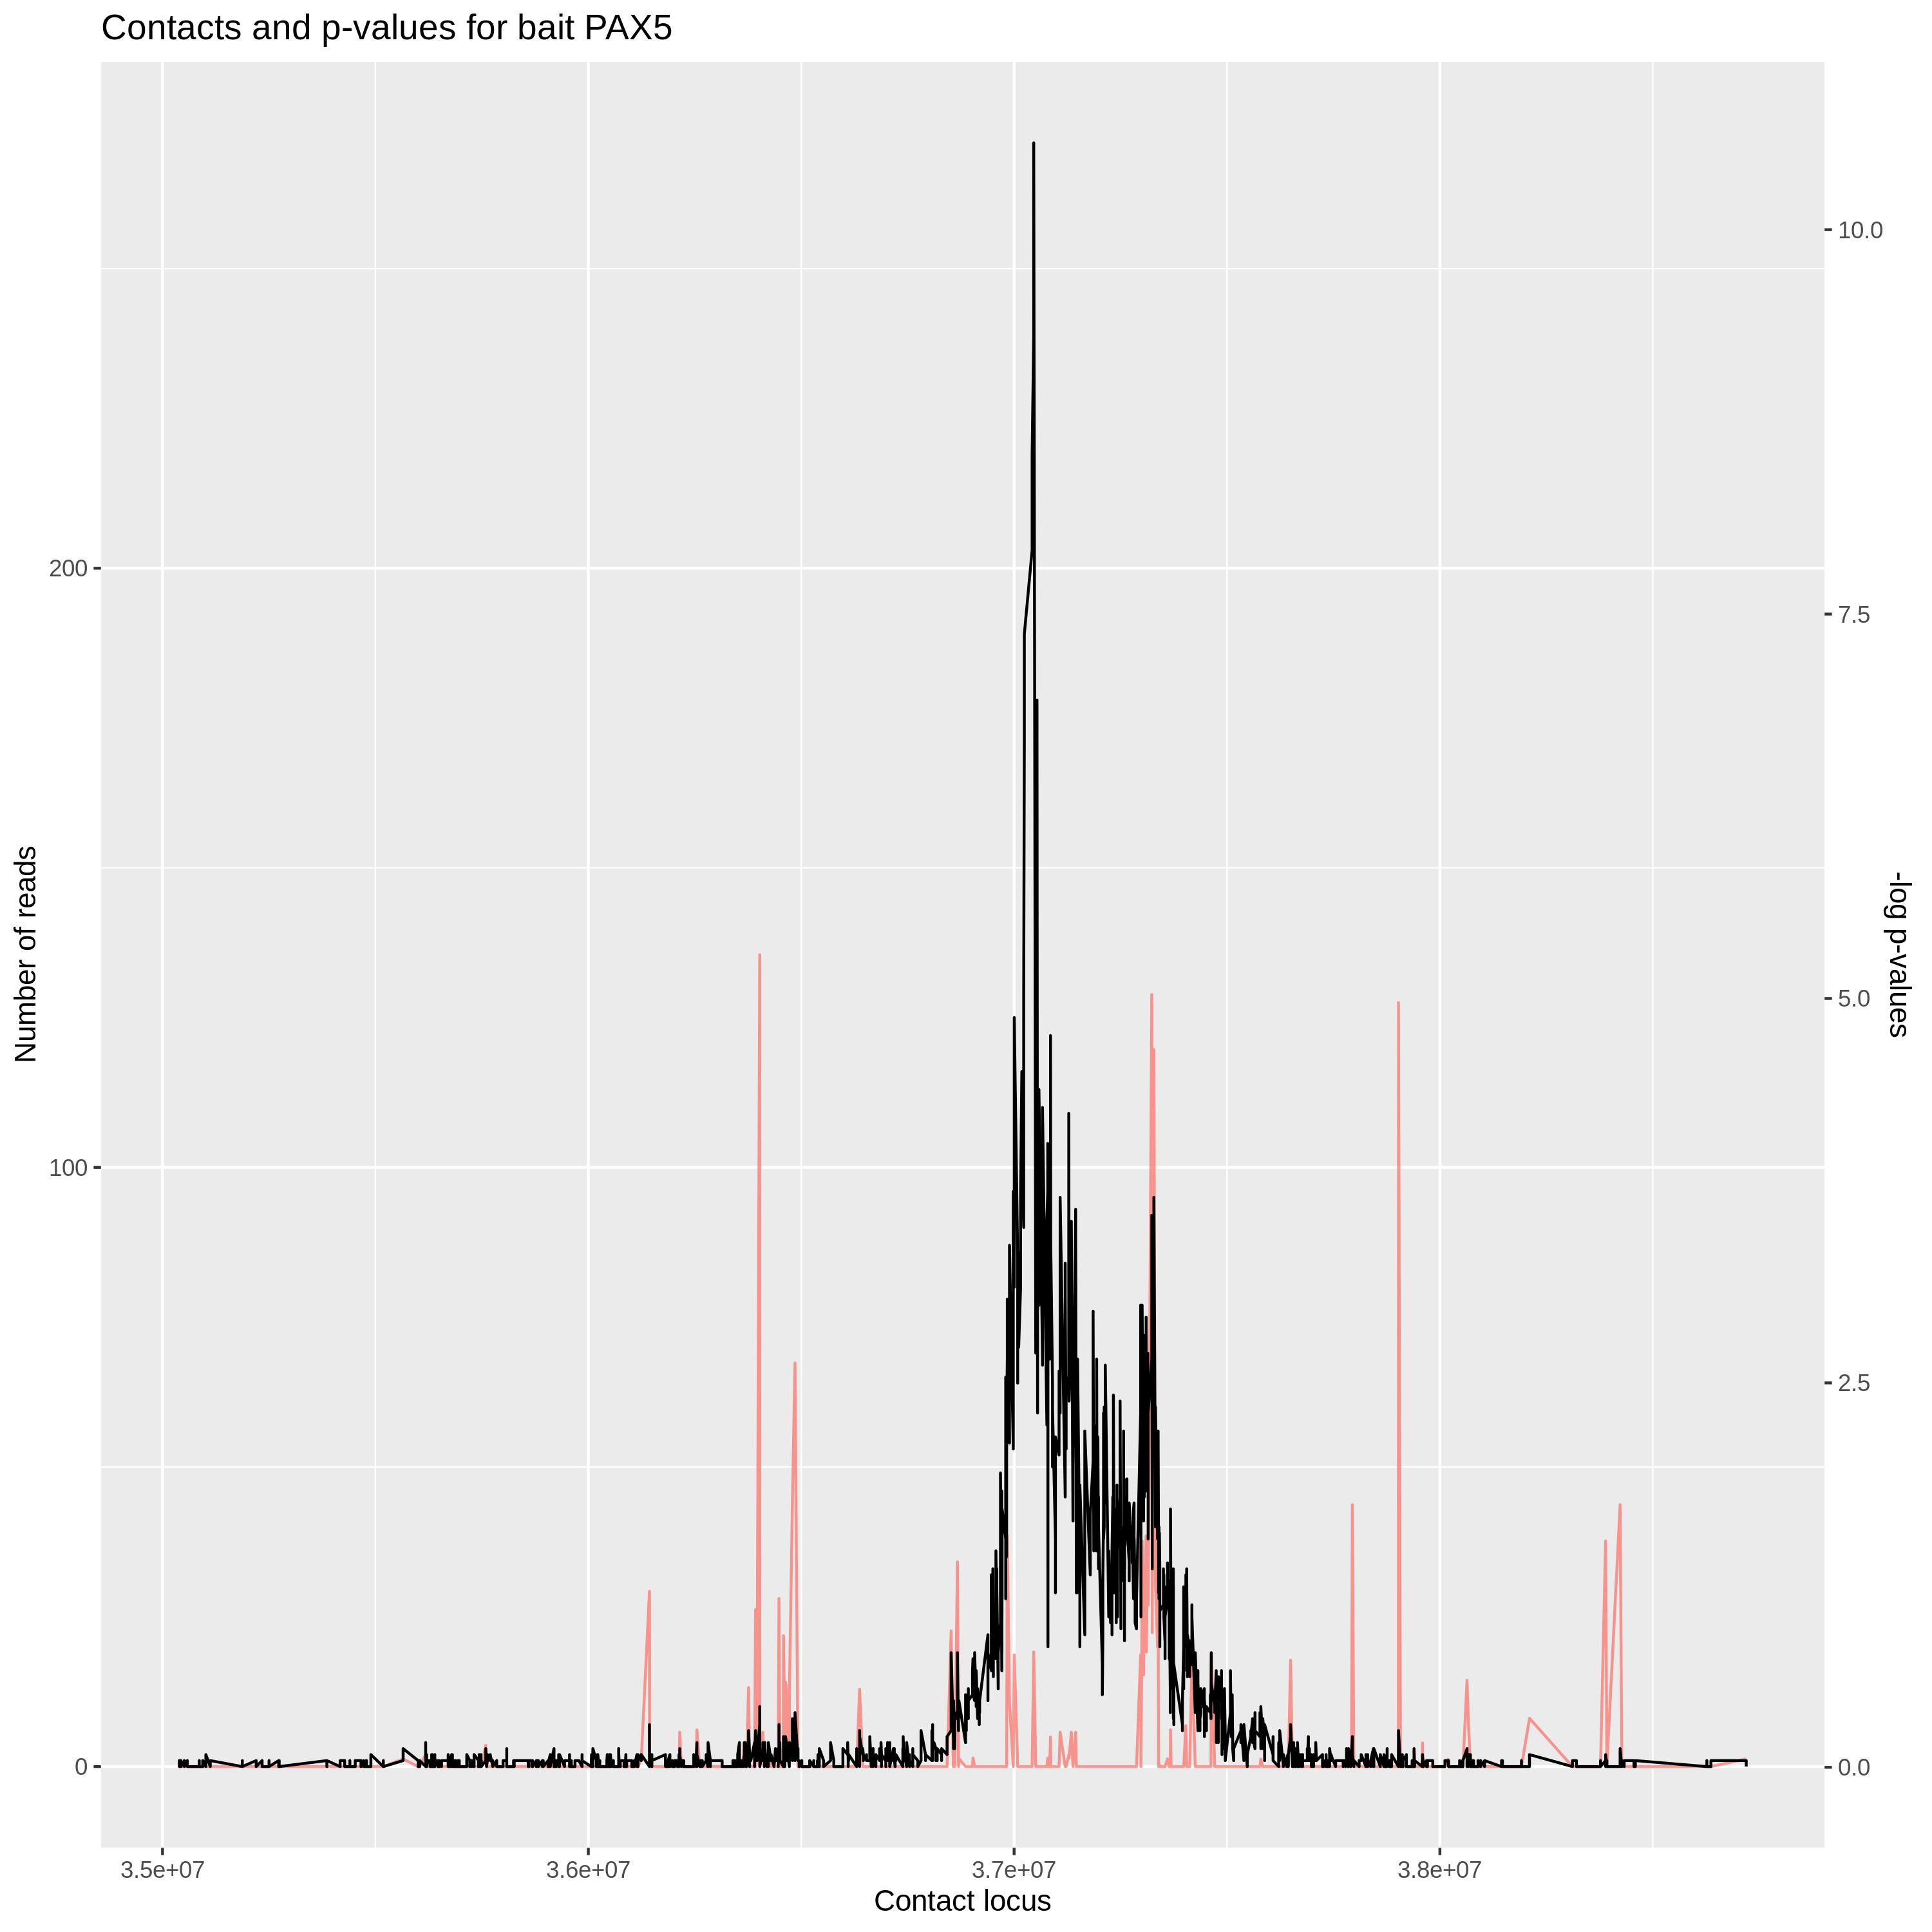 Contacts and p-values for bait PAX5
Number of reads
200
100
0
10.0
7.5
5.0
2.5
0.0
-log p-values
3.5e+07
3.6e+07
3.7e+07
3.8e+07
Contact locus